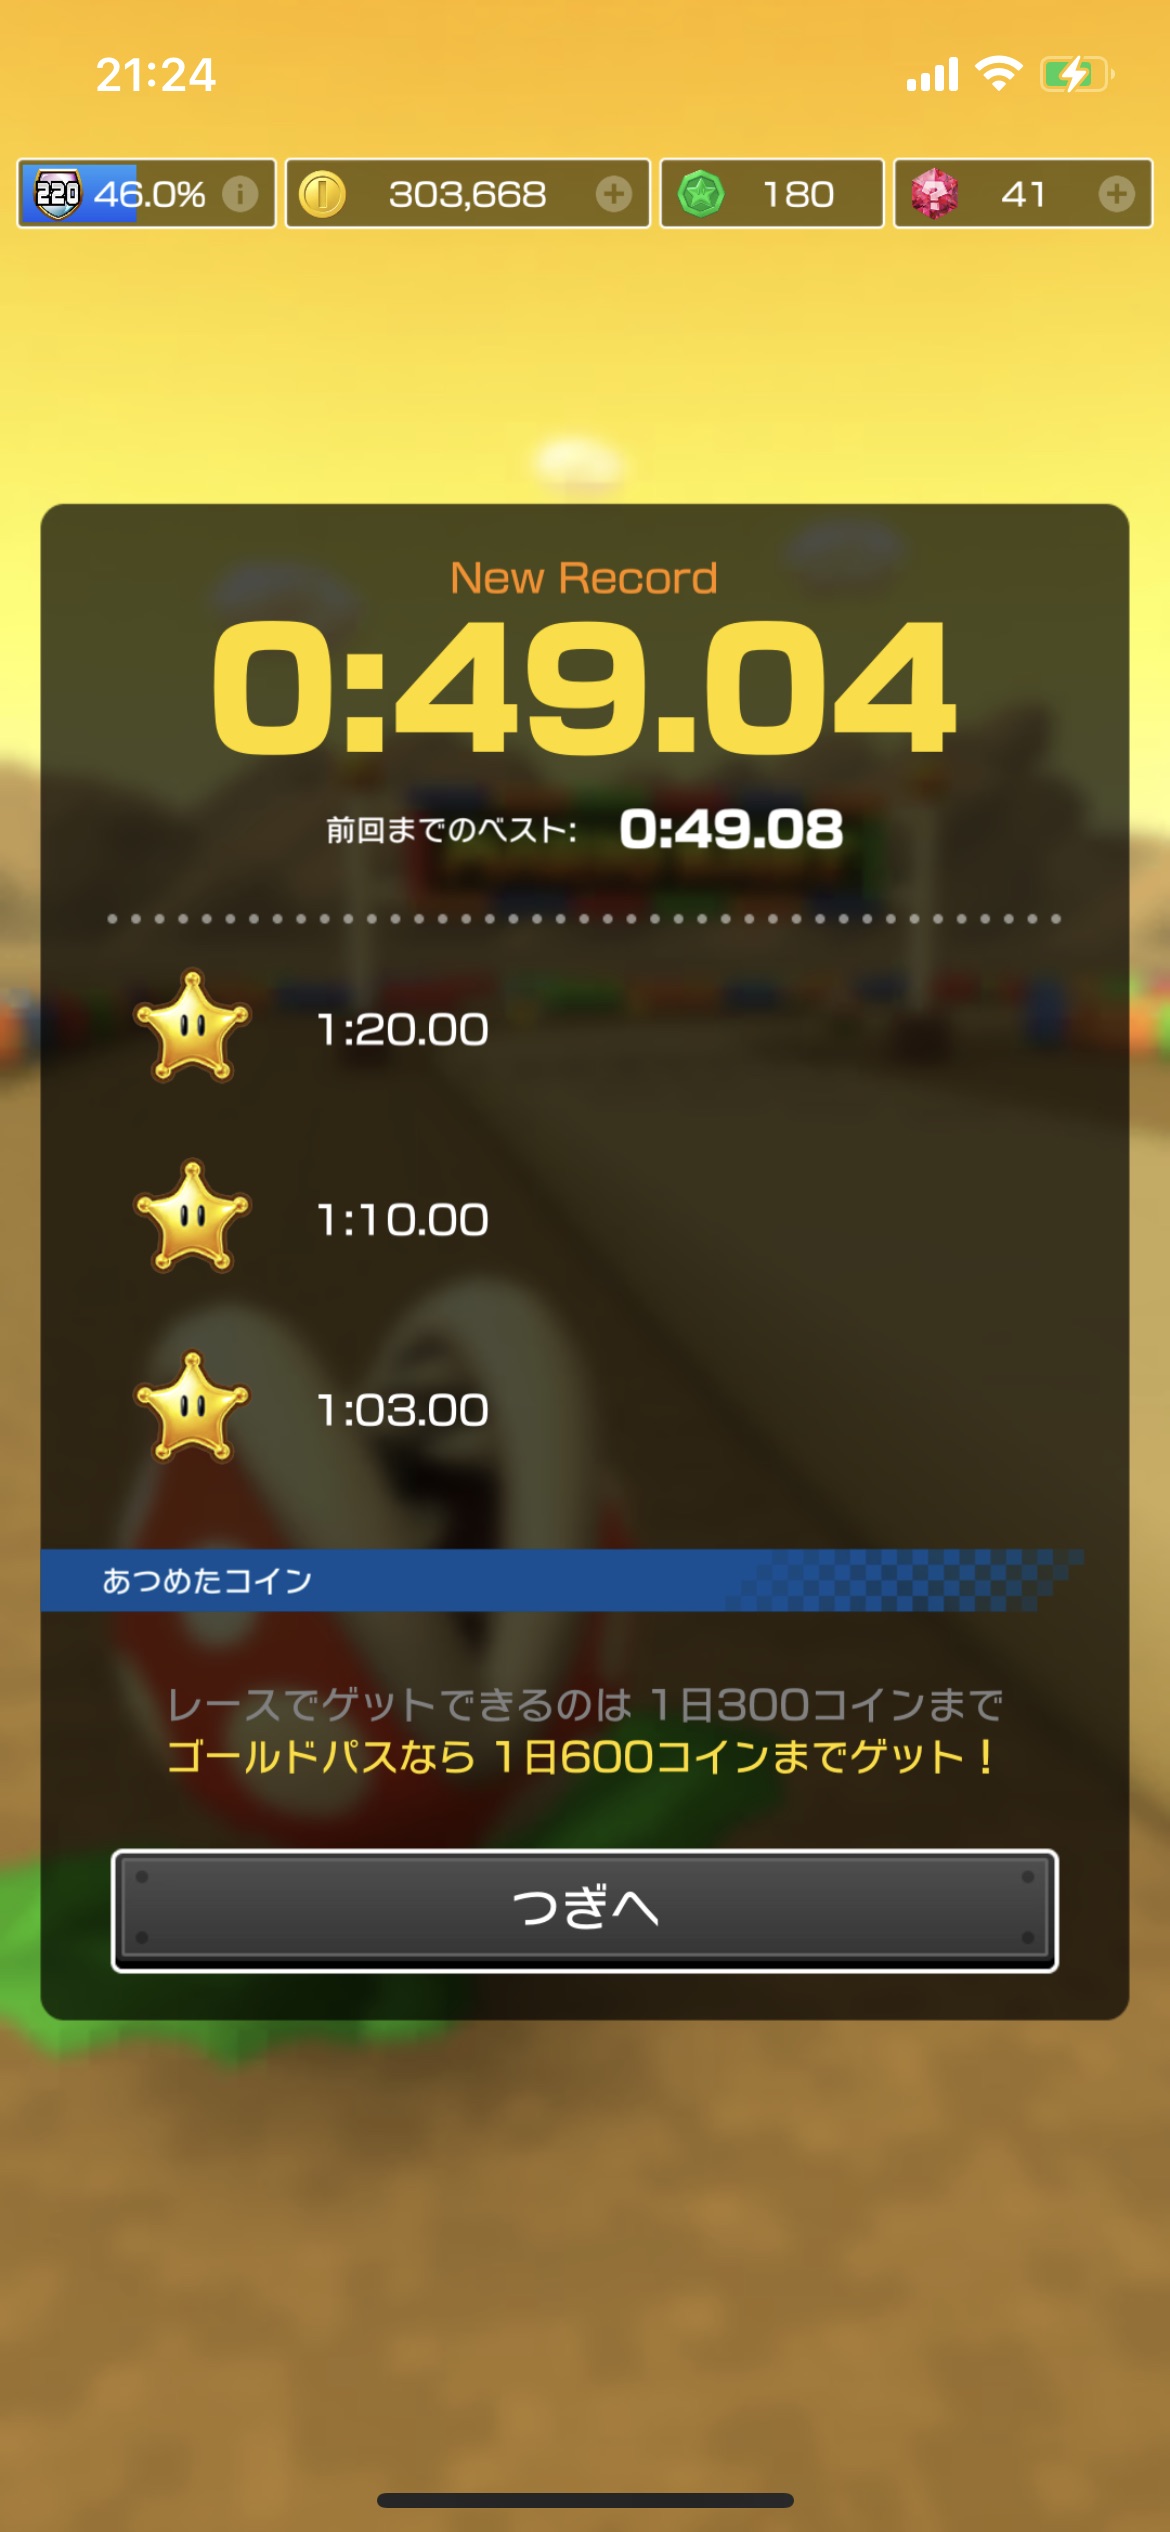 21:24
220 46.0% i 303,668 + 180 41 +
New Record
0:49.04
前回までのベスト: 0:49.08
1:20.00
1:10.00
1:03.00
あつめたコイン
レースでゲットできるのは 1日300コインまで
ゴールドパスなら 1日600コインまでゲット！
つぎへ